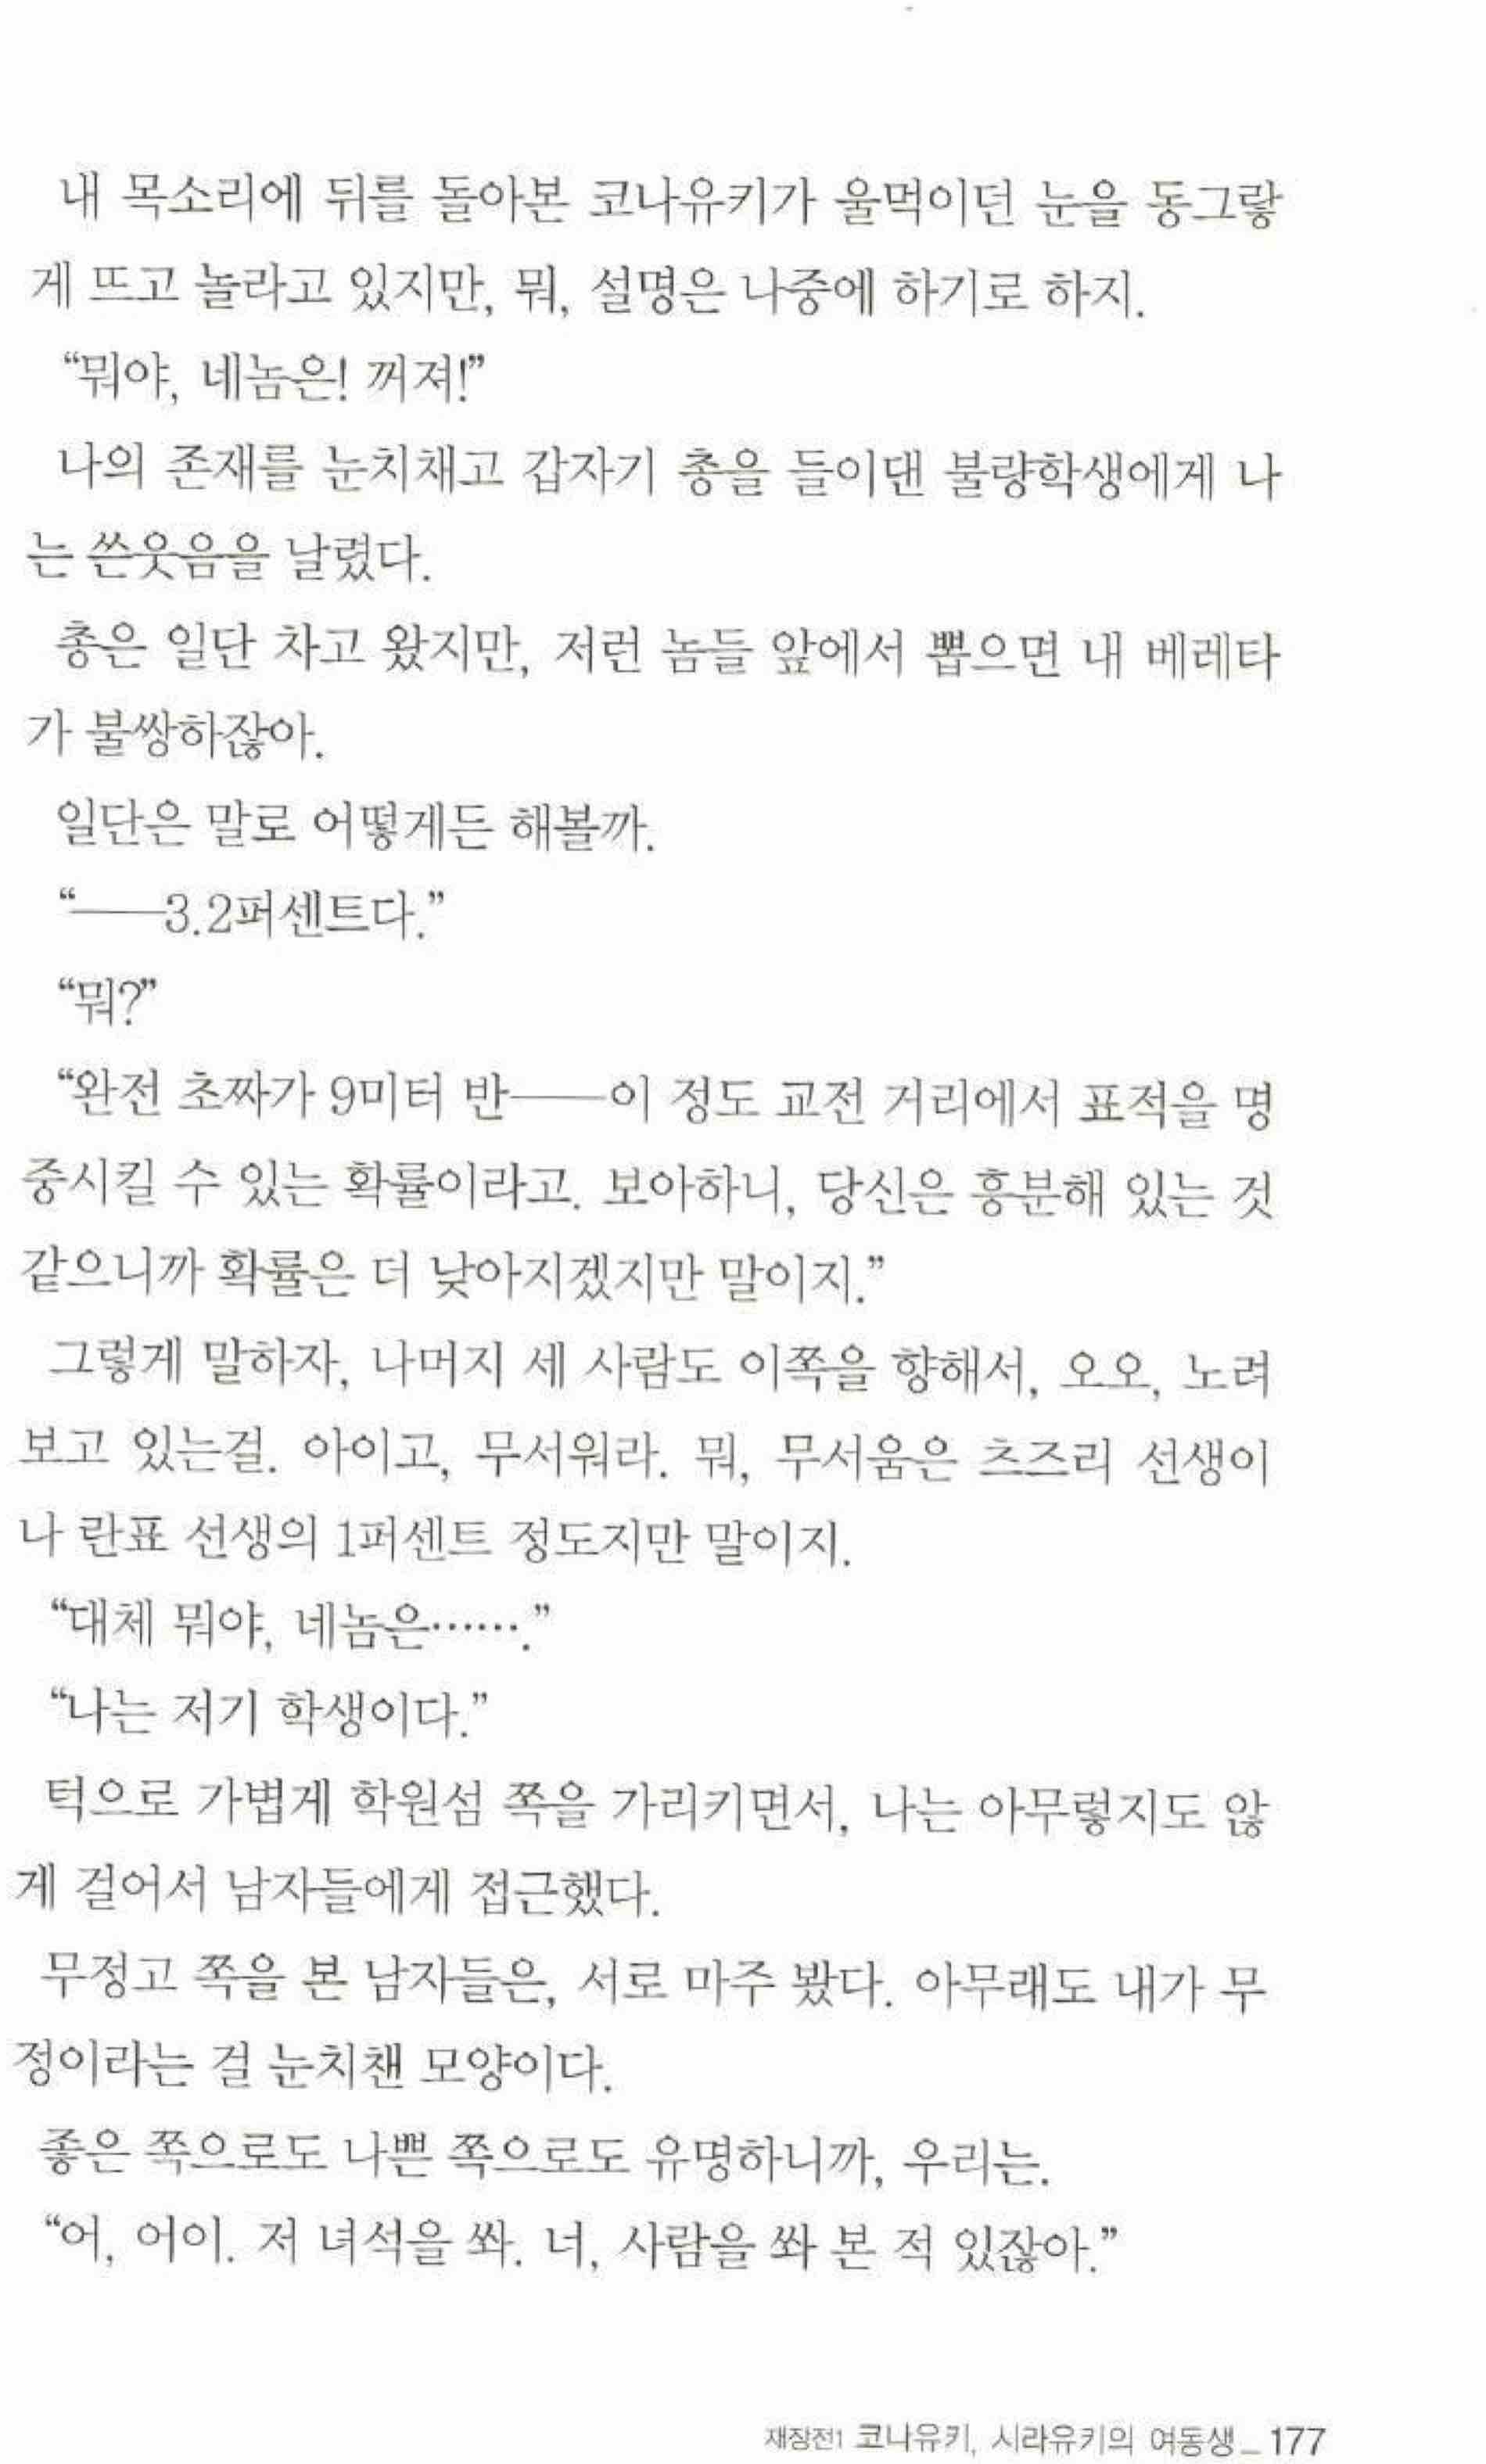 내 목소리에 뒤를 돌아본 코나유키가 울먹이던 눈을 동그랗
게 뜨고 놀라고 있지만, 뭐, 설명은 나중에 하기로 하지.
“뭐야, 네놈은! 꺼져!”
나의 존재를 눈치채고 갑자기 총을 들이댄 불량학생에게 나
는 쓴웃음을 날렸다.
총은 일단 차고 왔지만, 저런 놈들 앞에서 뽑으면 내 베레타
가 불쌍하잖아.
일단은 말로 어떻게든 해볼까.
“──3.2퍼센트다.”
“뭐?”
“완전 초짜가 9미터 반──이 정도 교전 거리에서 표적을 명
중시킬 수 있는 확률이라고. 보아하니, 당신은 흥분해 있는 것
같으니까 확률은 더 낮아지겠지만 말이지.”
그렇게 말하자, 나머지 세 사람도 이쪽을 향해서, 오오, 노려
보고 있는걸. 아이고, 무서워라. 뭐, 무서움은 츠즈리 선생이
나 란표 선생의 1퍼센트 정도지만 말이지.
“대체 뭐야, 네놈은…….”
“나는 저기 학생이다.”
턱으로 가볍게 학원섬 쪽을 가리키면서, 나는 아무렇지도 않
게 걸어서 남자들에게 접근했다.
무정고 쪽을 본 남자들은, 서로 마주 봤다. 아무래도 내가 무
정이라는 걸 눈치챈 모양이다.
좋은 쪽으로도 나쁜 쪽으로도 유명하니까, 우리는.
“어, 어이. 저 녀석을 쏴. 너, 사람을 쏴 본 적 있잖아.”
재장전1 코나유키, 시라유키의 여동생_ 177